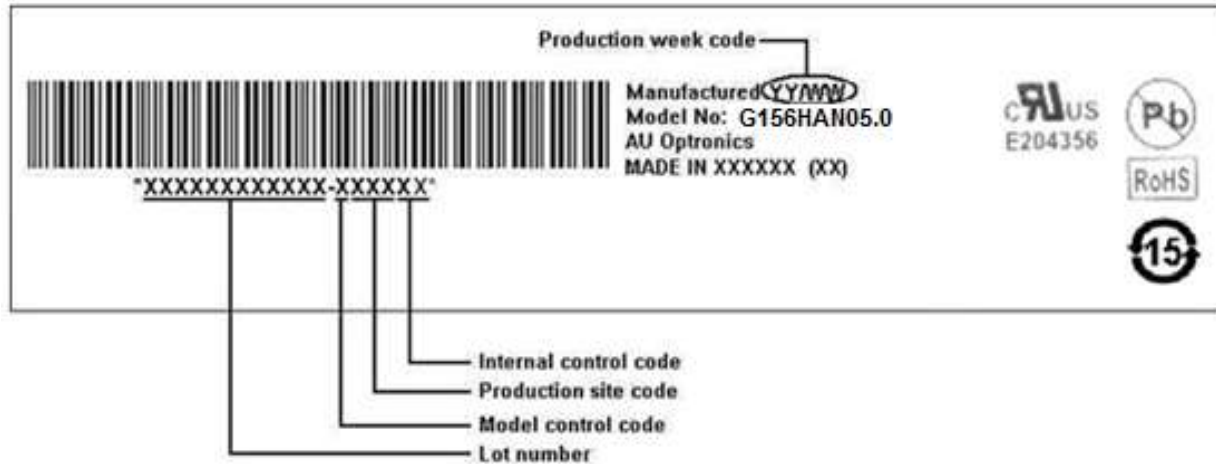 Production week code
Manufactured YY/WW
Model No: G156HAN05.0
AU Optronics
MADE IN XXXXXX (XX)
*XXXXXXXXXXXX-XXXXXX*
C RU US
E204356
Pb
RoHS
15
Internal control code
Production site code
Model control code
Lot number